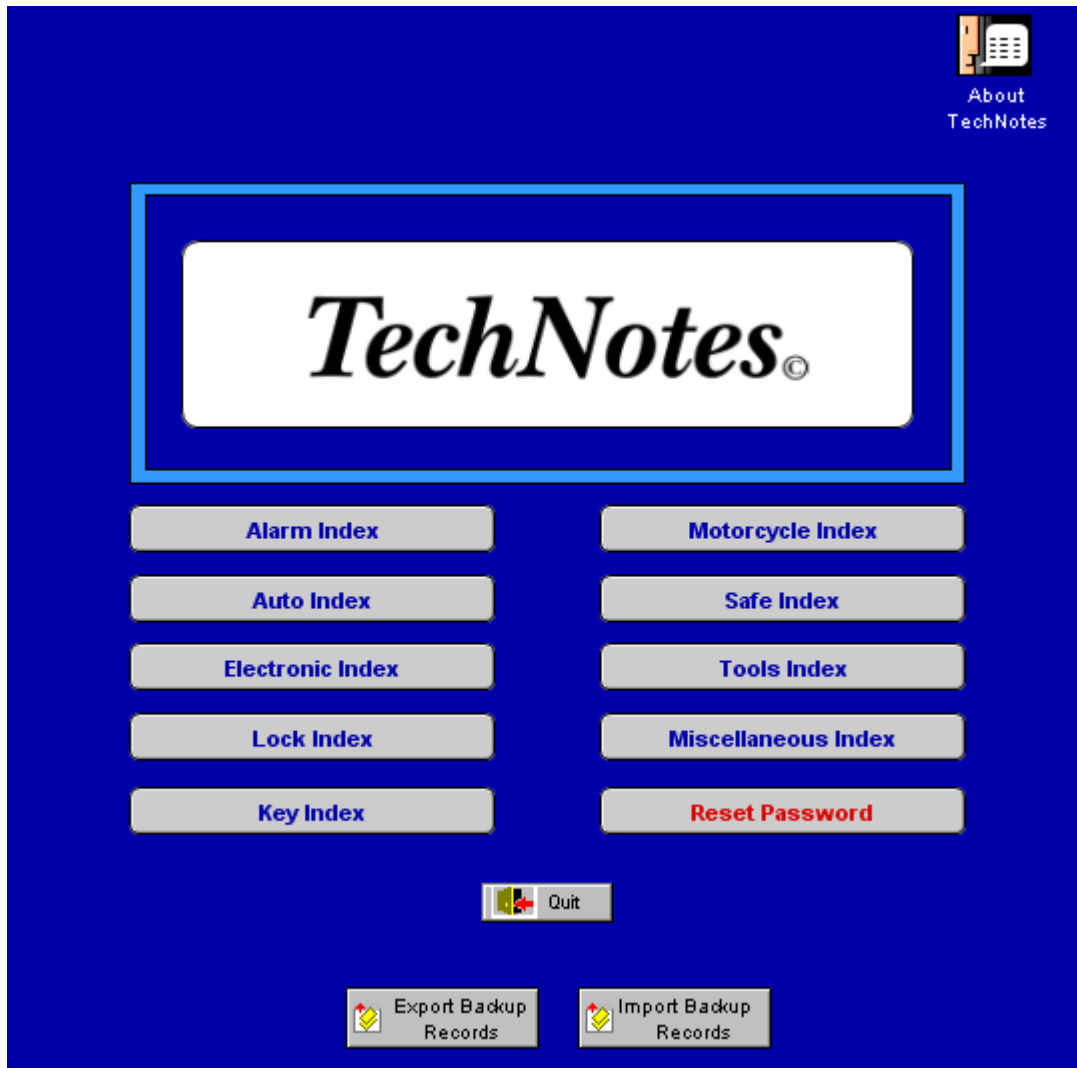 About
TechNotes
TechNotes©
Alarm Index
Motorcycle Index
Auto Index
Safe Index
Electronic Index
Tools Index
Lock Index
Miscellaneous Index
Key Index
Reset Password
Quit
Export Backup
Records
Import Backup
Records